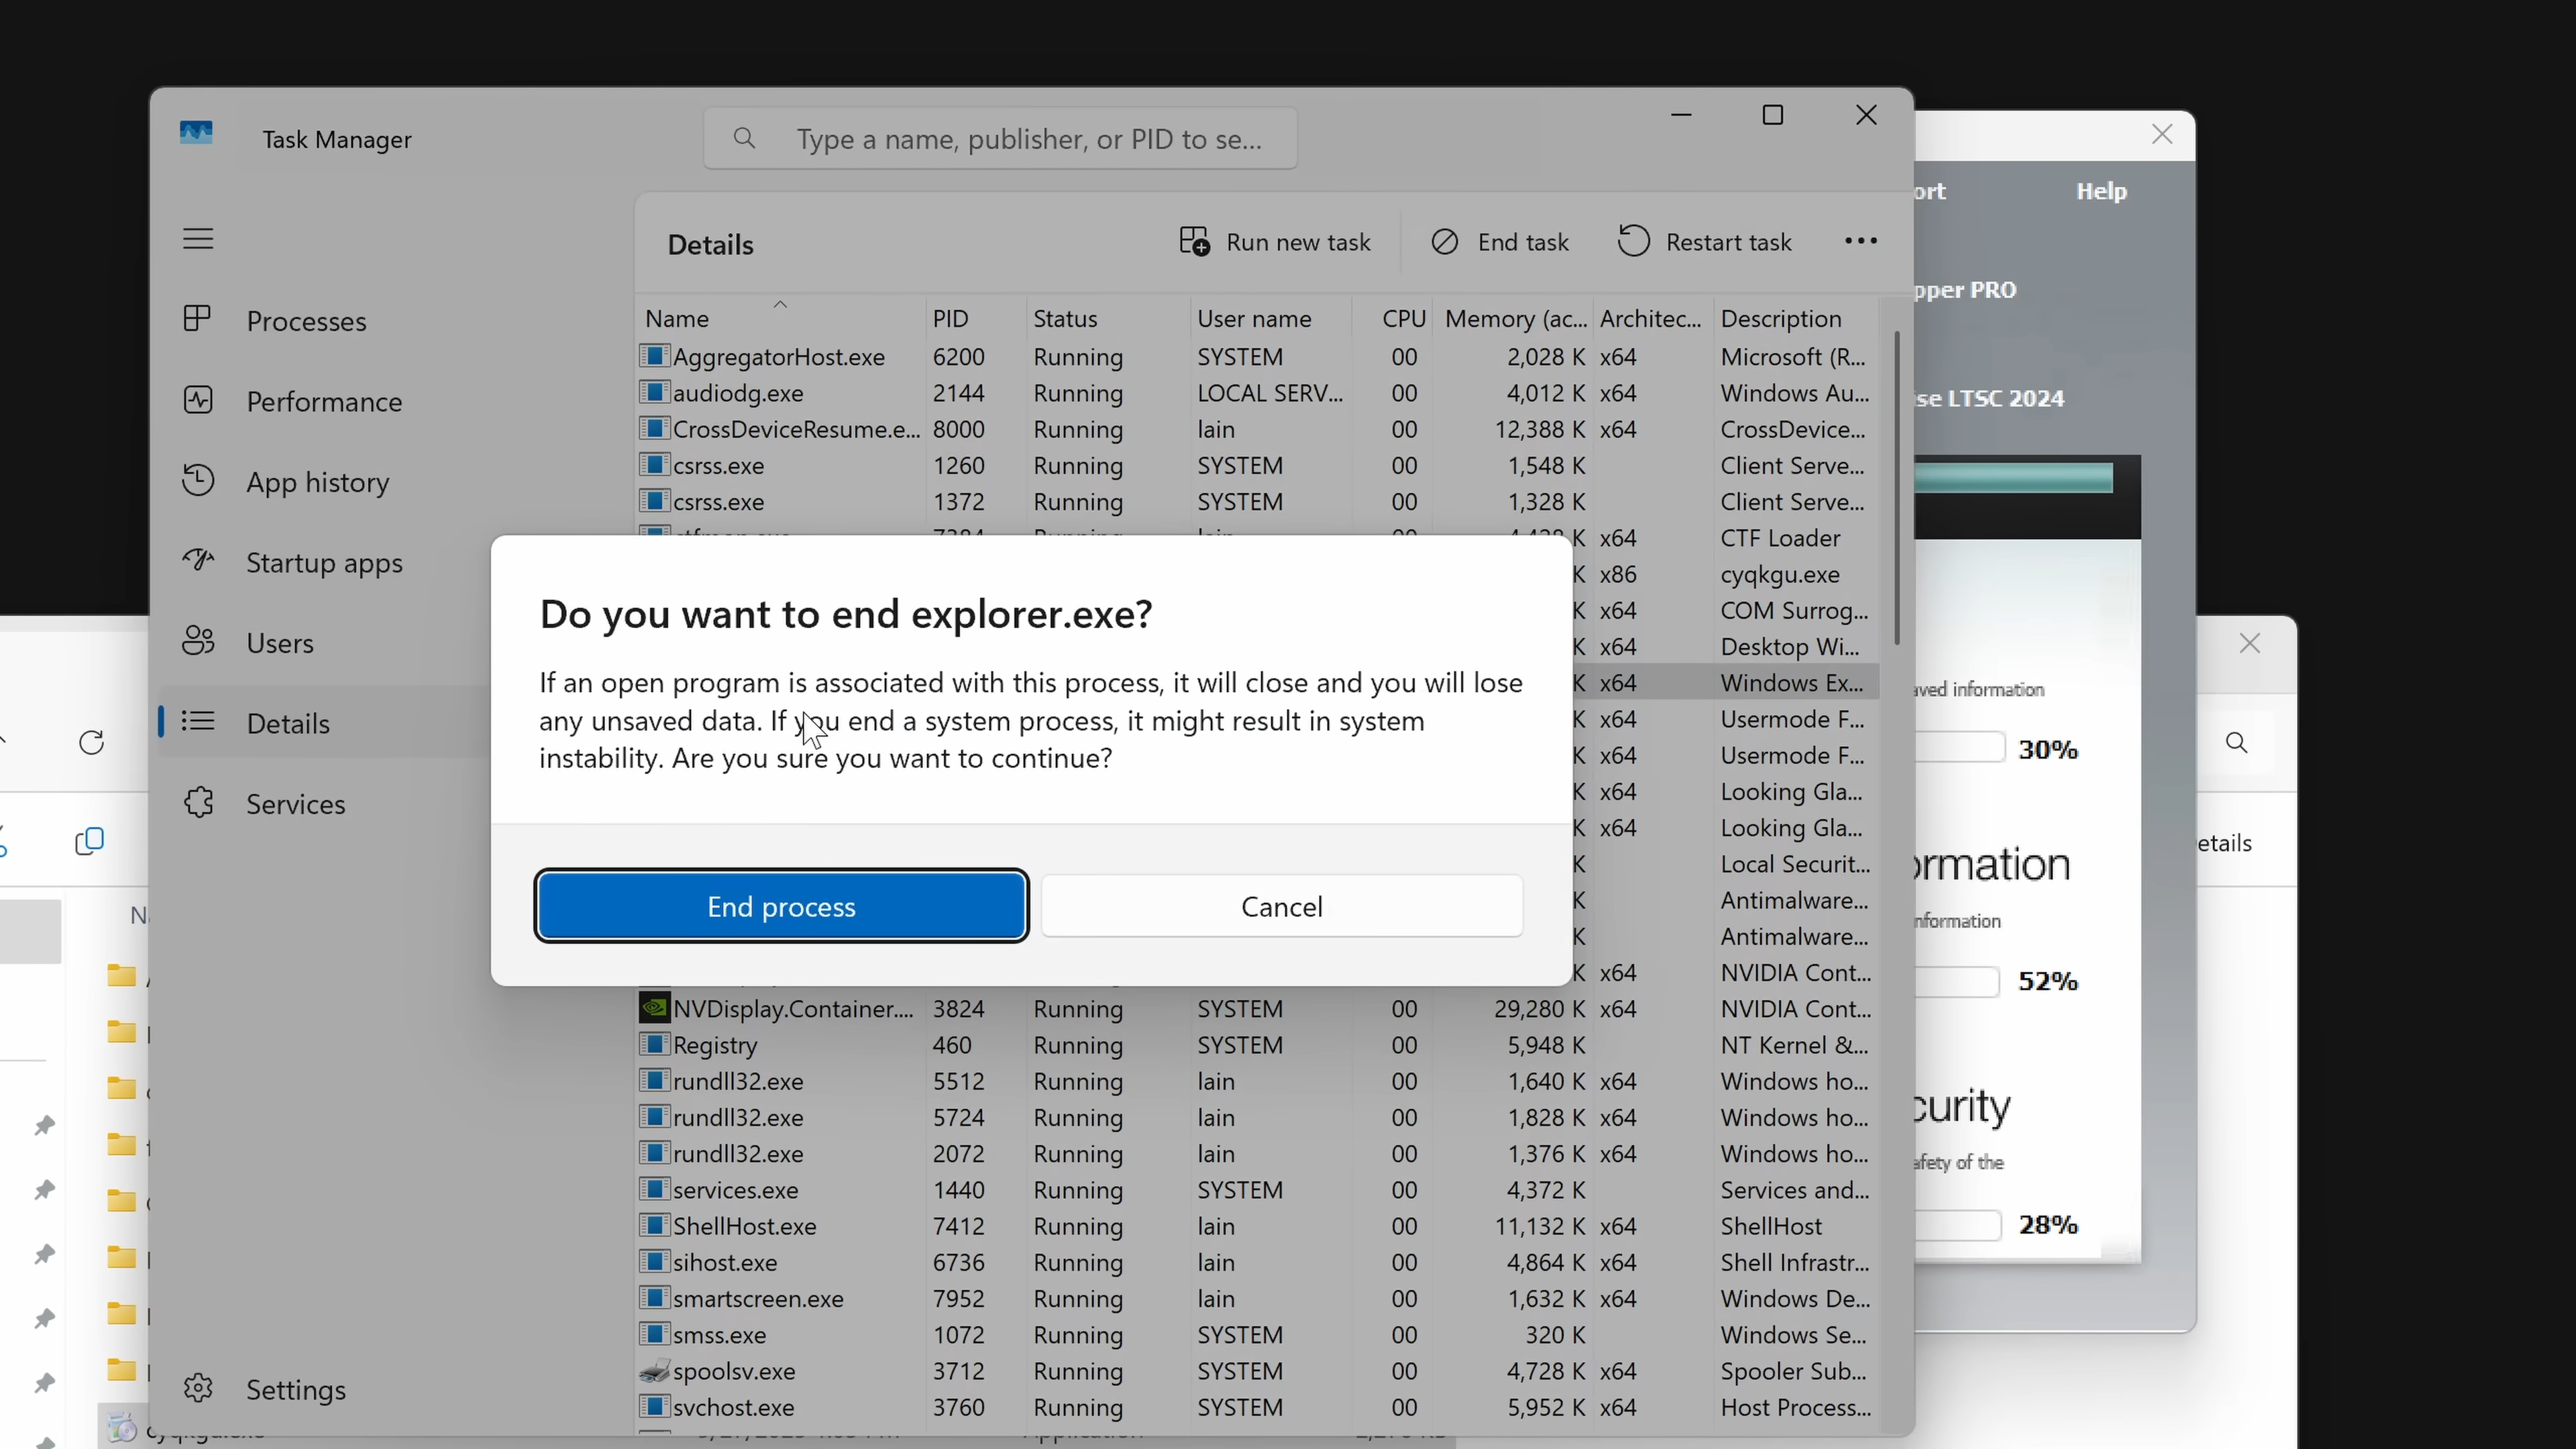 Task Manager
Type a name, publisher, or PID to se...
Help
Details
Run new task
End task
Restart task
Processes
Performance
App history
Startup apps
Users
Details
Services
Settings
Name PID Status User name CPU Memory (ac... Architec... Description
AggregatorHost.exe 6200 Running SYSTEM 00 2,028 K x64 Microsoft (R...
audiodg.exe 2144 Running LOCAL SERV... 00 4,012 K x64 Windows Au...
CrossDeviceResume.e... 8000 Running lain 00 12,388 K x64 CrossDevice...
csrss.exe 1260 Running SYSTEM 00 1,548 K Client Serve...
csrss.exe 1372 Running SYSTEM 00 1,328 K Client Serve...
K x64 CTF Loader
K x86 cyqkgu.exe
K x64 COM Surrog...
K x64 Desktop Wi...
K x64 Windows Ex...
K x64 Usermode F...
K x64 Usermode F...
K x64 Looking Gla...
K x64 Looking Gla...
K Local Securit...
K Antimalware...
K Antimalware...
K x64 NVIDIA Cont...
Do you want to end explorer.exe?
If an open program is associated with this process, it will close and you will lose
any unsaved data. If you end a system process, it might result in system
instability. Are you sure you want to continue?
End process
Cancel
NVDisplay.Container.... 3824 Running SYSTEM 00 29,280 K x64 NVIDIA Cont...
Registry 460 Running SYSTEM 00 5,948 K NT Kernel &...
rundll32.exe 5512 Running lain 00 1,640 K x64 Windows ho...
rundll32.exe 5724 Running lain 00 1,828 K x64 Windows ho...
rundll32.exe 2072 Running lain 00 1,376 K x64 Windows ho...
services.exe 1440 Running SYSTEM 00 4,372 K Services and...
ShellHost.exe 7412 Running lain 00 11,132 K x64 ShellHost
sihost.exe 6736 Running lain 00 4,864 K x64 Shell Infrastr...
smartscreen.exe 7952 Running lain 00 1,632 K x64 Windows De...
smss.exe 1072 Running SYSTEM 00 320 K Windows Se...
spoolsv.exe 3712 Running SYSTEM 00 4,728 K x64 Spooler Sub...
svchost.exe 3760 Running SYSTEM 00 5,952 K x64 Host Process...
ort
pper PRO
se LTSC 2024
aved information
30%
ormation
nformation
52%
curity
afety of the
28%
etails